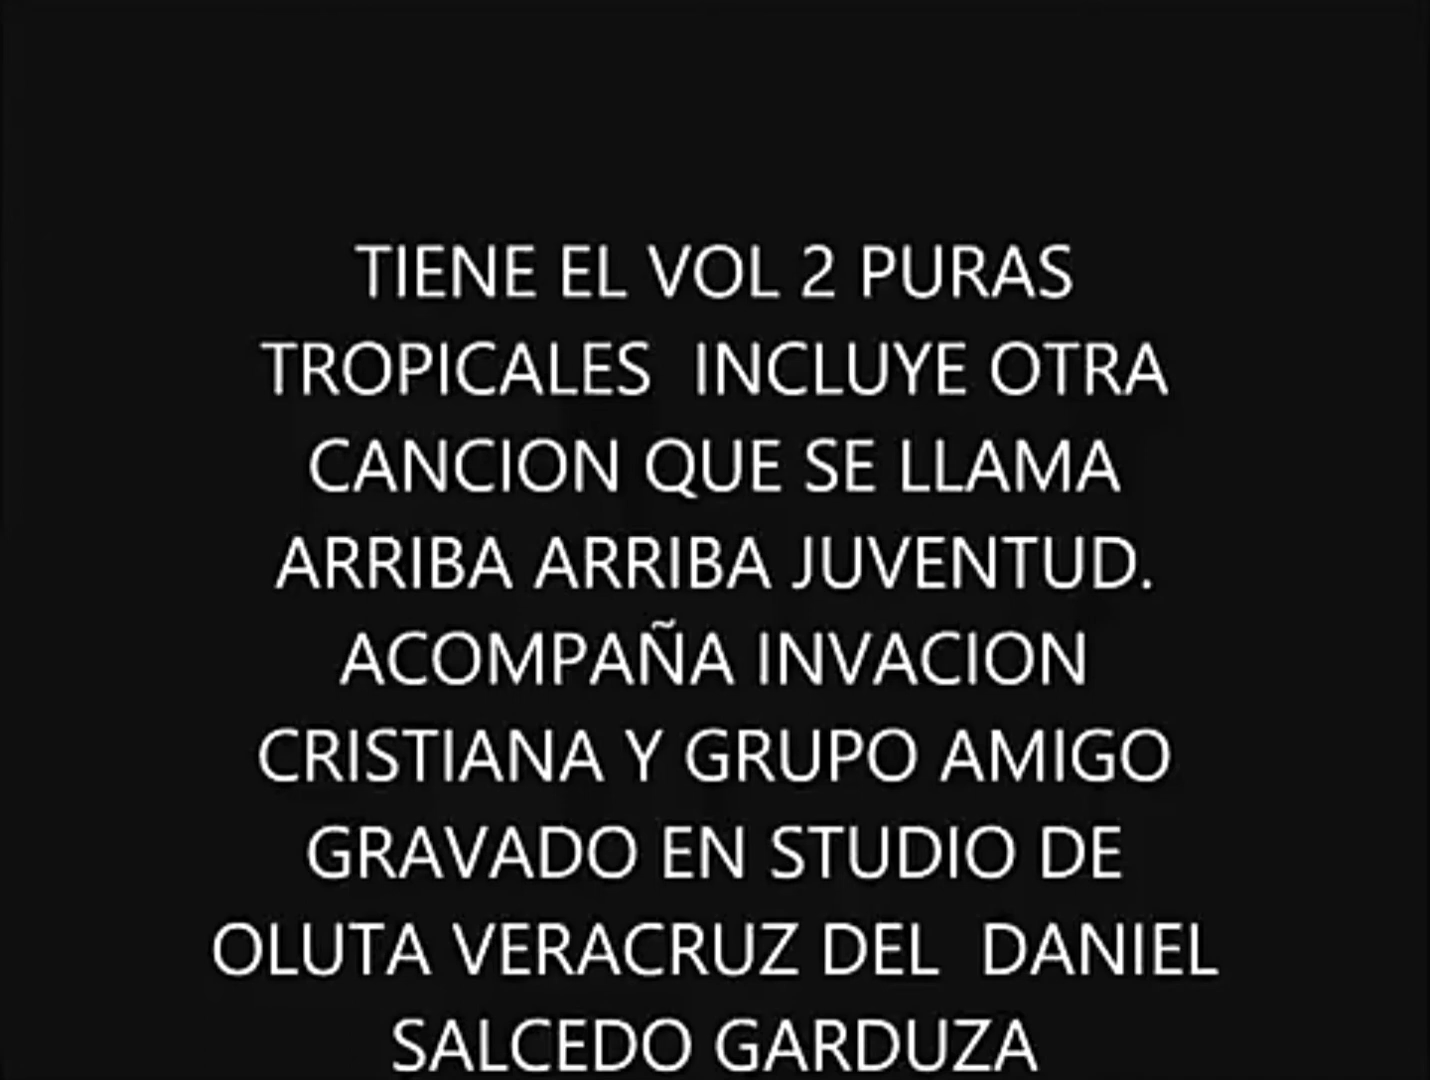 TIENE EL VOL 2 PURAS
TROPICALES  INCLUYE OTRA
CANCION QUE SE LLAMA
ARRIBA ARRIBA JUVENTUD.
ACOMPAÑA INVACION
CRISTIANA Y GRUPO AMIGO
GRAVADO EN STUDIO DE
OLUTA VERACRUZ DEL  DANIEL
SALCEDO GARDUZA